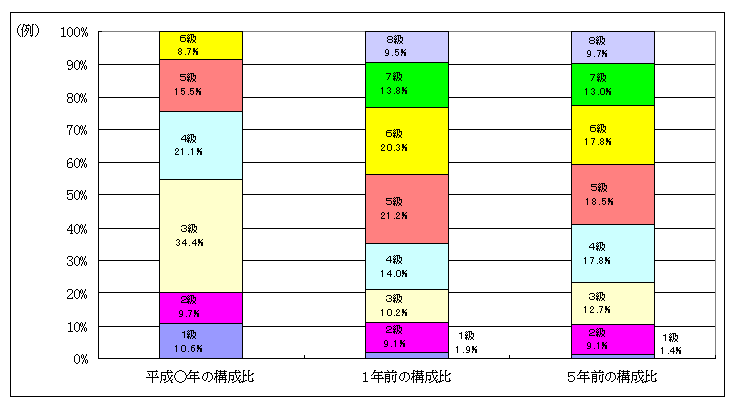 (例)
100%
90%
80%
70%
60%
50%
40%
30%
20%
10%
0%
6級
8.7%
5級
15.5%
4級
21.1%
3級
34.4%
2級
9.7%
1級
10.6%
8級
9.5%
7級
13.8%
6級
20.3%
5級
21.2%
4級
14.0%
3級
10.2%
2級
9.1%
1級
1.9%
8級
9.7%
7級
13.0%
6級
17.8%
5級
18.5%
4級
17.8%
3級
12.7%
2級
9.1%
1級
1.4%
平成○年の構成比
1年前の構成比
5年前の構成比